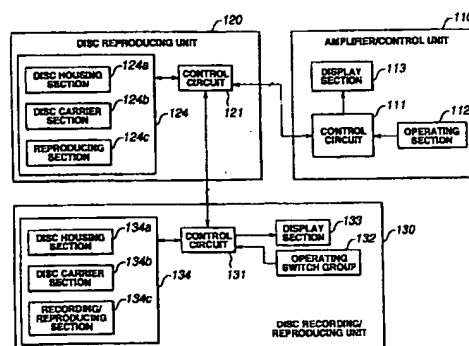 120
DISC REPRODUCING UNIT
DISC HOUSING SECTION
124a
DISC CARRIER SECTION
124b
REPRODUCING SECTION
124c
124
CONTROL CIRCUIT
121
110
AMPLIFIER/CONTROL UNIT
DISPLAY SECTION
113
111
CONTROL CIRCUIT
112
OPERATING SECTION
DISC HOUSING SECTION
134a
DISC CARRIER SECTION
134b
RECORDING/REPRODUCING SECTION
134c
134
CONTROL CIRCUIT
131
DISPLAY SECTION
133
132
OPERATING SWITCH GROUP
130
DISC RECORDING/
REPRODUCING UNIT